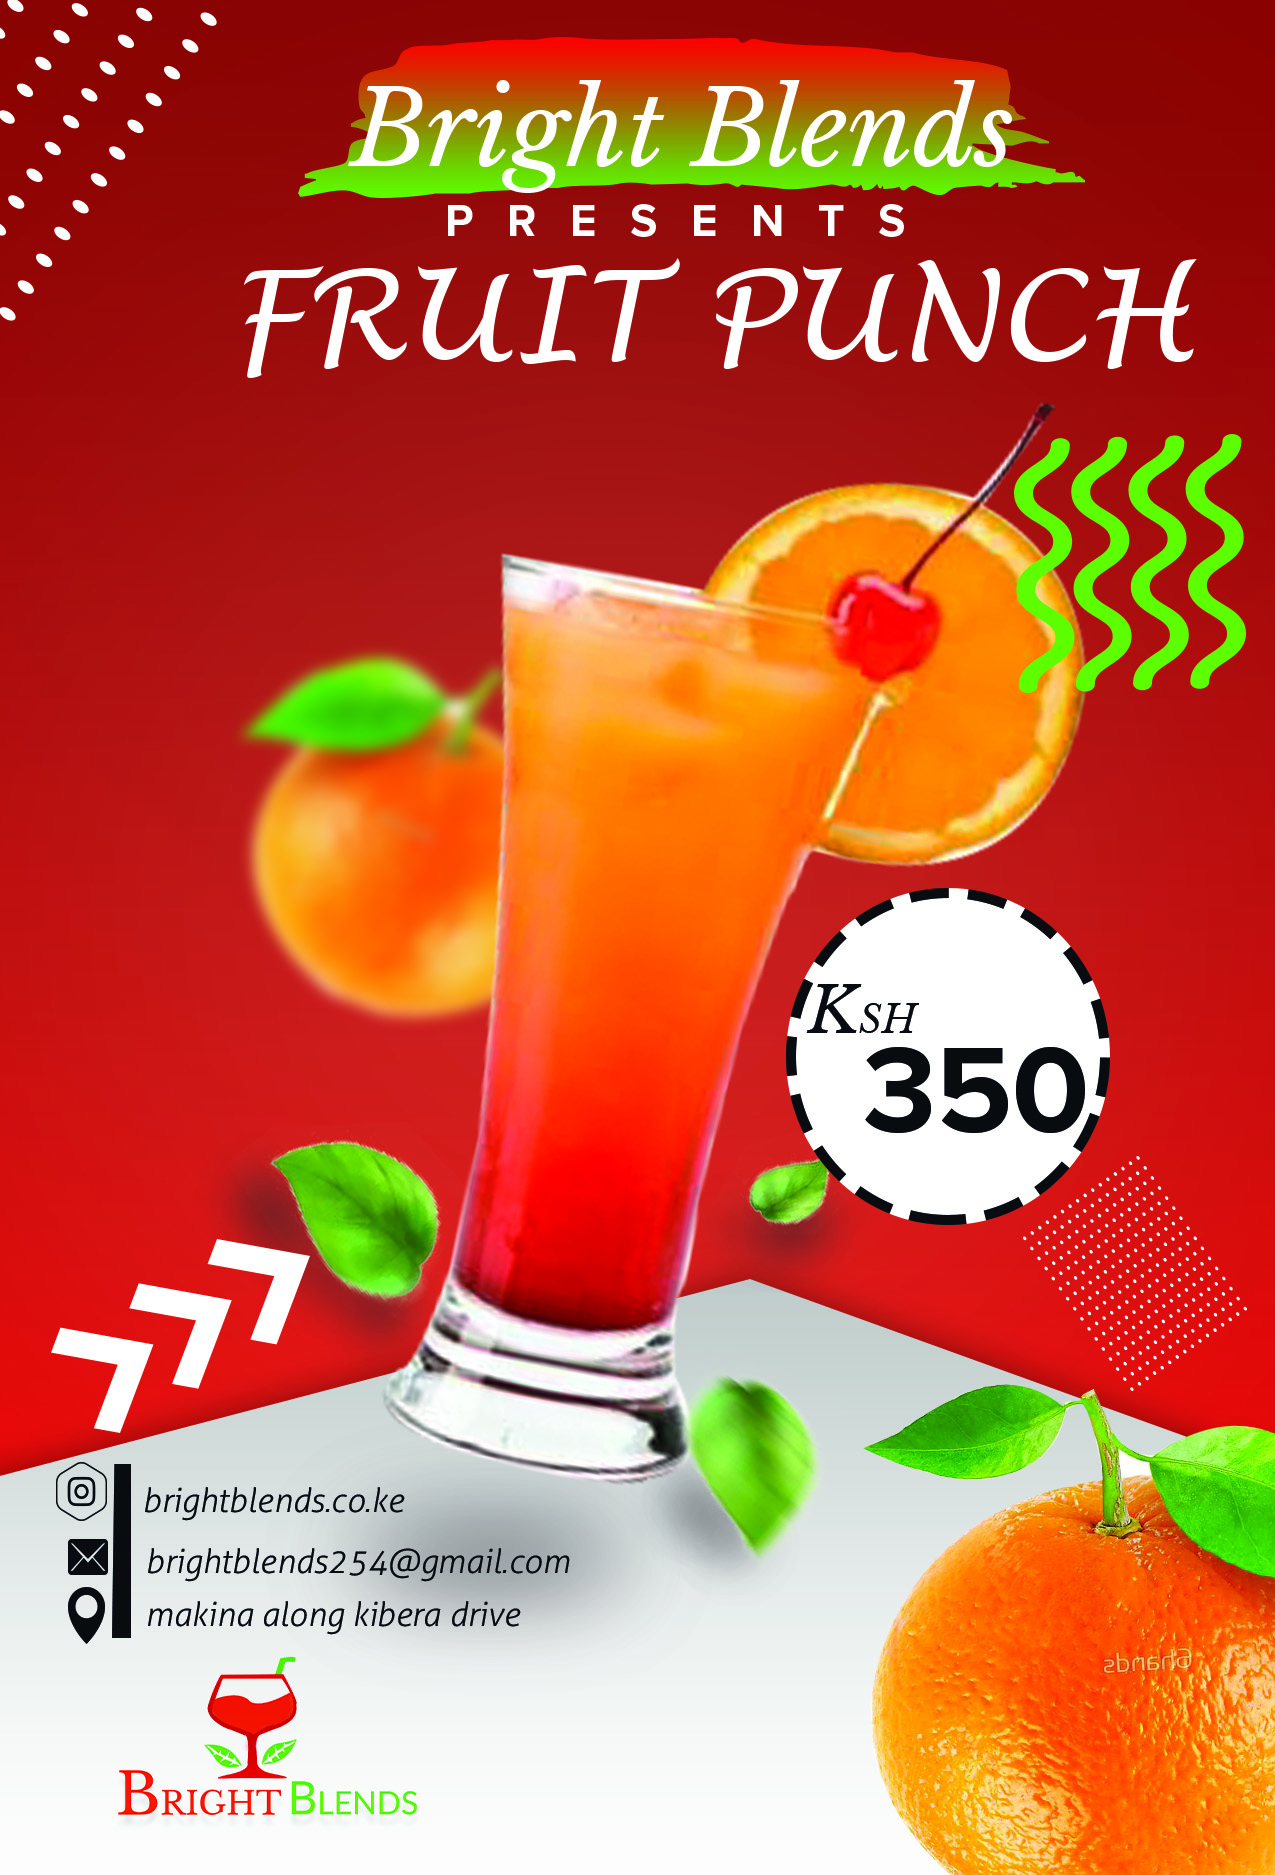 Bright Blends
PRESENTS
FRUIT PUNCH
KSH
350
brightblends.co.ke
brightblends254@gmail.com
makina along kibera drive
6hands
BRIGHT BLENDS